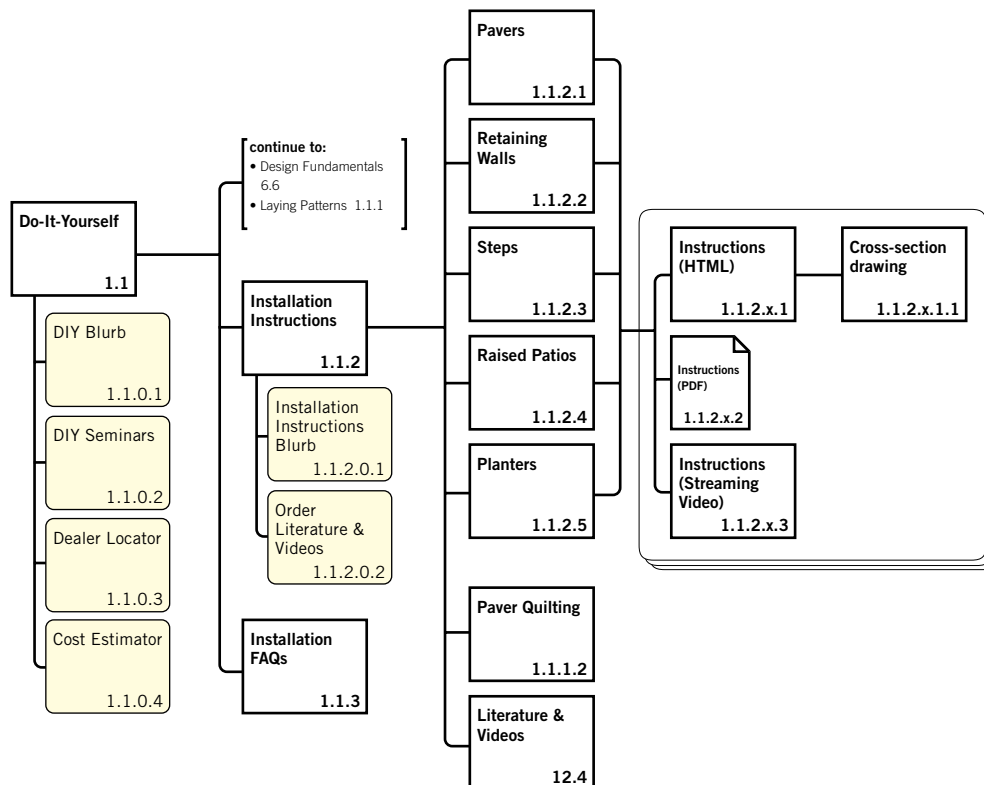 Do-It-Yourself
1.1
DIY Blurb
1.1.0.1
DIY Seminars
1.1.0.2
Dealer Locator
1.1.0.3
Cost Estimator
1.1.0.4
continue to:
• Design Fundamentals
6.6
• Laying Patterns 1.1.1
Installation
Instructions
1.1.2
Installation
Instructions
Blurb
1.1.2.0.1
Order
Literature &
Videos
1.1.2.0.2
Installation
FAQs
1.1.3
Pavers
1.1.2.1
Retaining
Walls
1.1.2.2
Steps
1.1.2.3
Raised Patios
1.1.2.4
Planters
1.1.2.5
Paver Quilting
1.1.1.2
Literature &
Videos
12.4
Instructions
(HTML)
1.1.2.x.1
Cross-section
drawing
1.1.2.x.1.1
Instructions
(PDF)
1.1.2.x.2
Instructions
(Streaming
Video)
1.1.2.x.3